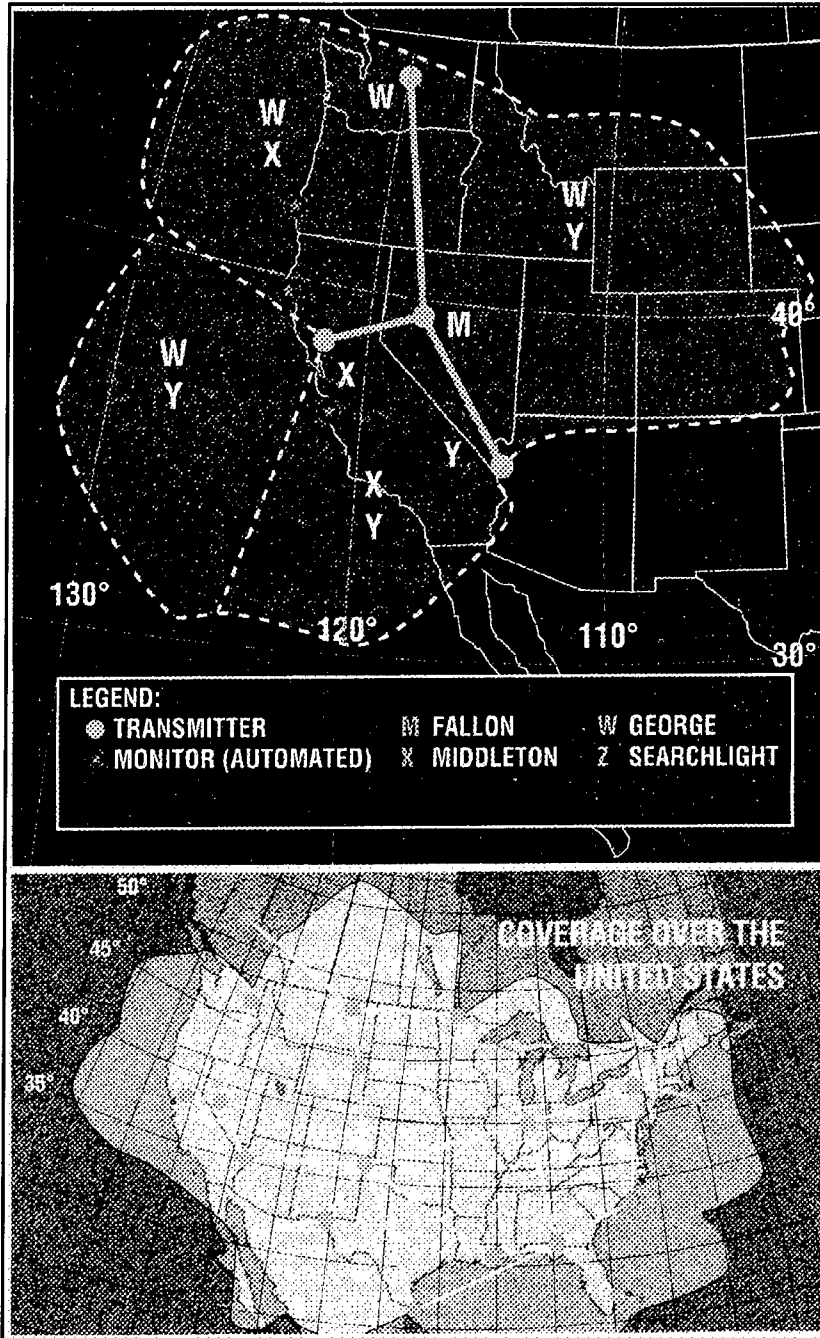 W
W
X
W
Y
40°
M
W
Y
X
Y
X
Y
130°
120°
110°
30°
LEGEND:
TRANSMITTER M FALLON W GEORGE
MONITOR (AUTOMATED) X MIDDLETON Z SEARCHLIGHT
50°
COVERAGE OVER THE
45°
UNITED STATES
40°
35°